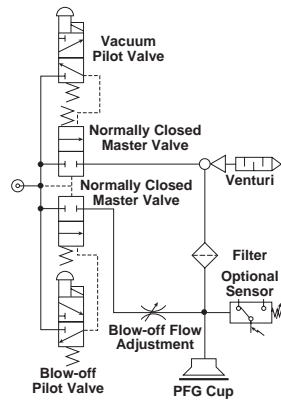 Vacuum
Pilot Valve
Normally Closed
Master Valve
Venturi
Normally Closed
Master Valve
Filter
Optional
Sensor
Blow-off Flow
Adjustment
Blow-off
Pilot Valve
PFG Cup